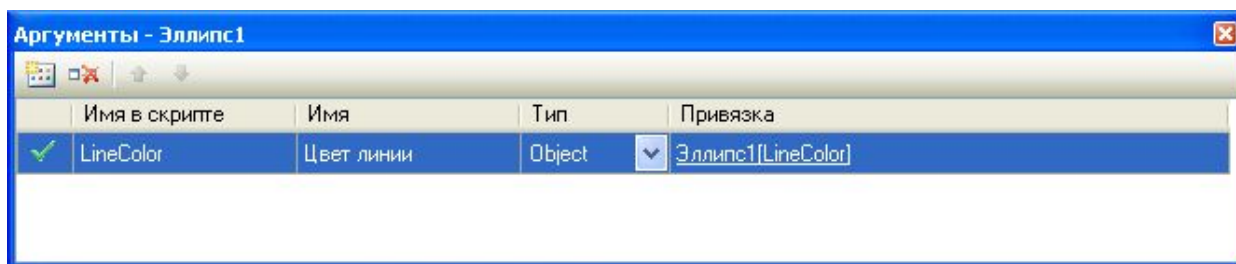 Аргументы - Эллипс1
Имя в скрипте Имя Тип Привязка
LineColor Цвет линии Object Эллипс1[LineColor]